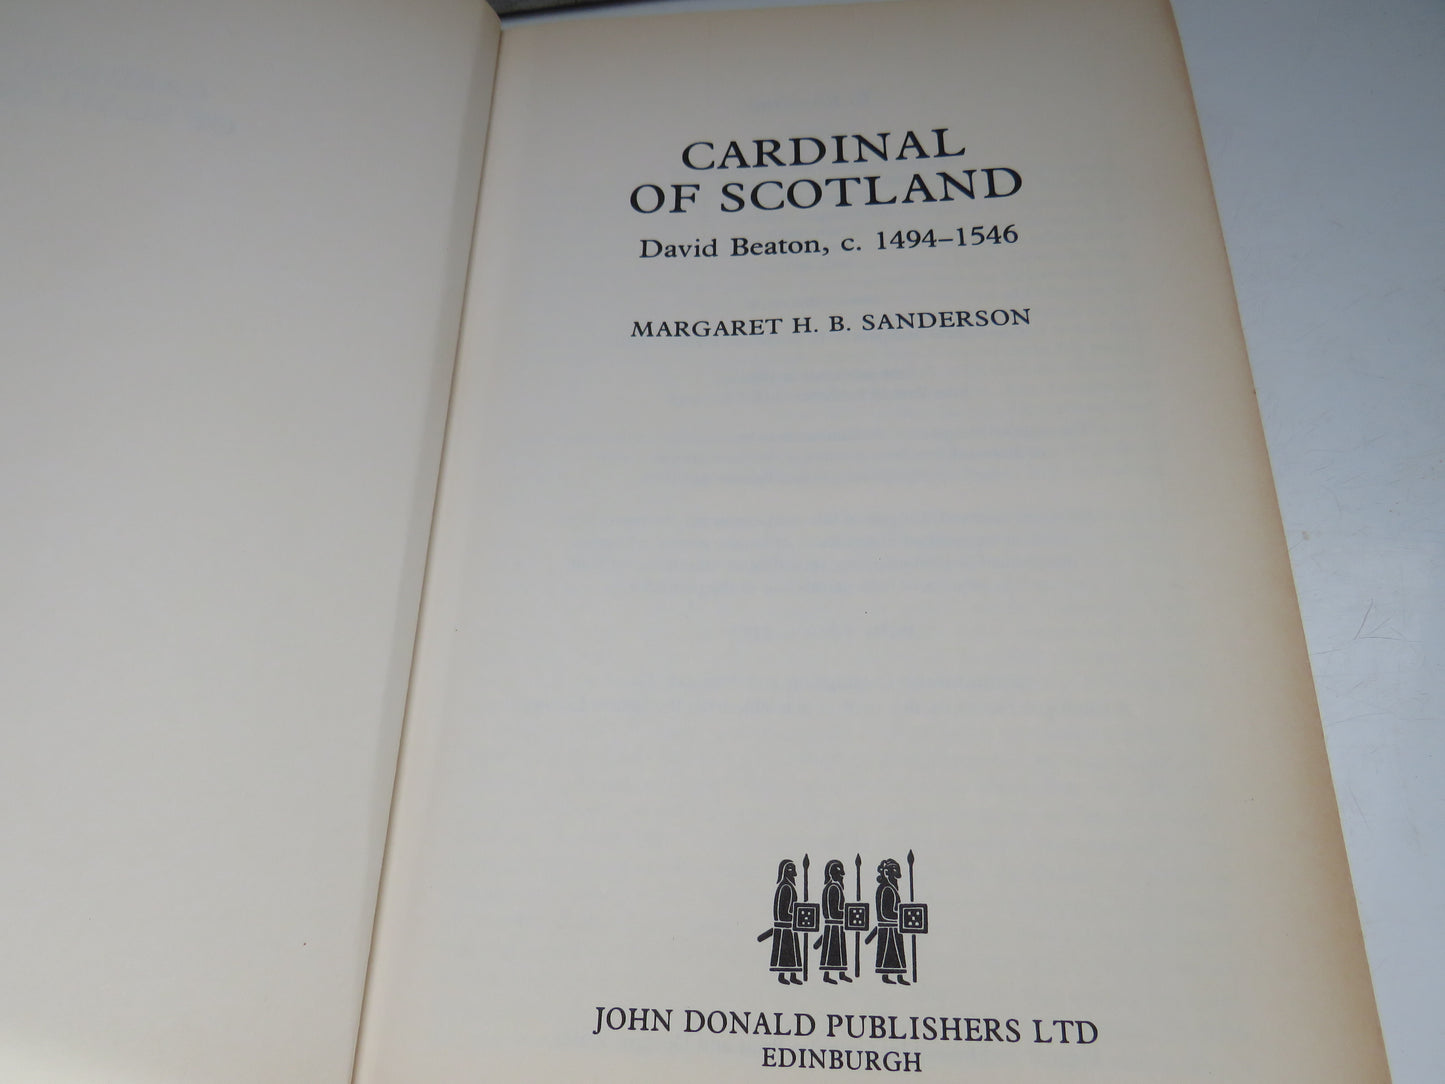 CARDINAL
OF SCOTLAND
David Beaton, c. 1494–1546
MARGARET H. B. SANDERSON
JOHN DONALD PUBLISHERS LTD
EDINBURGH